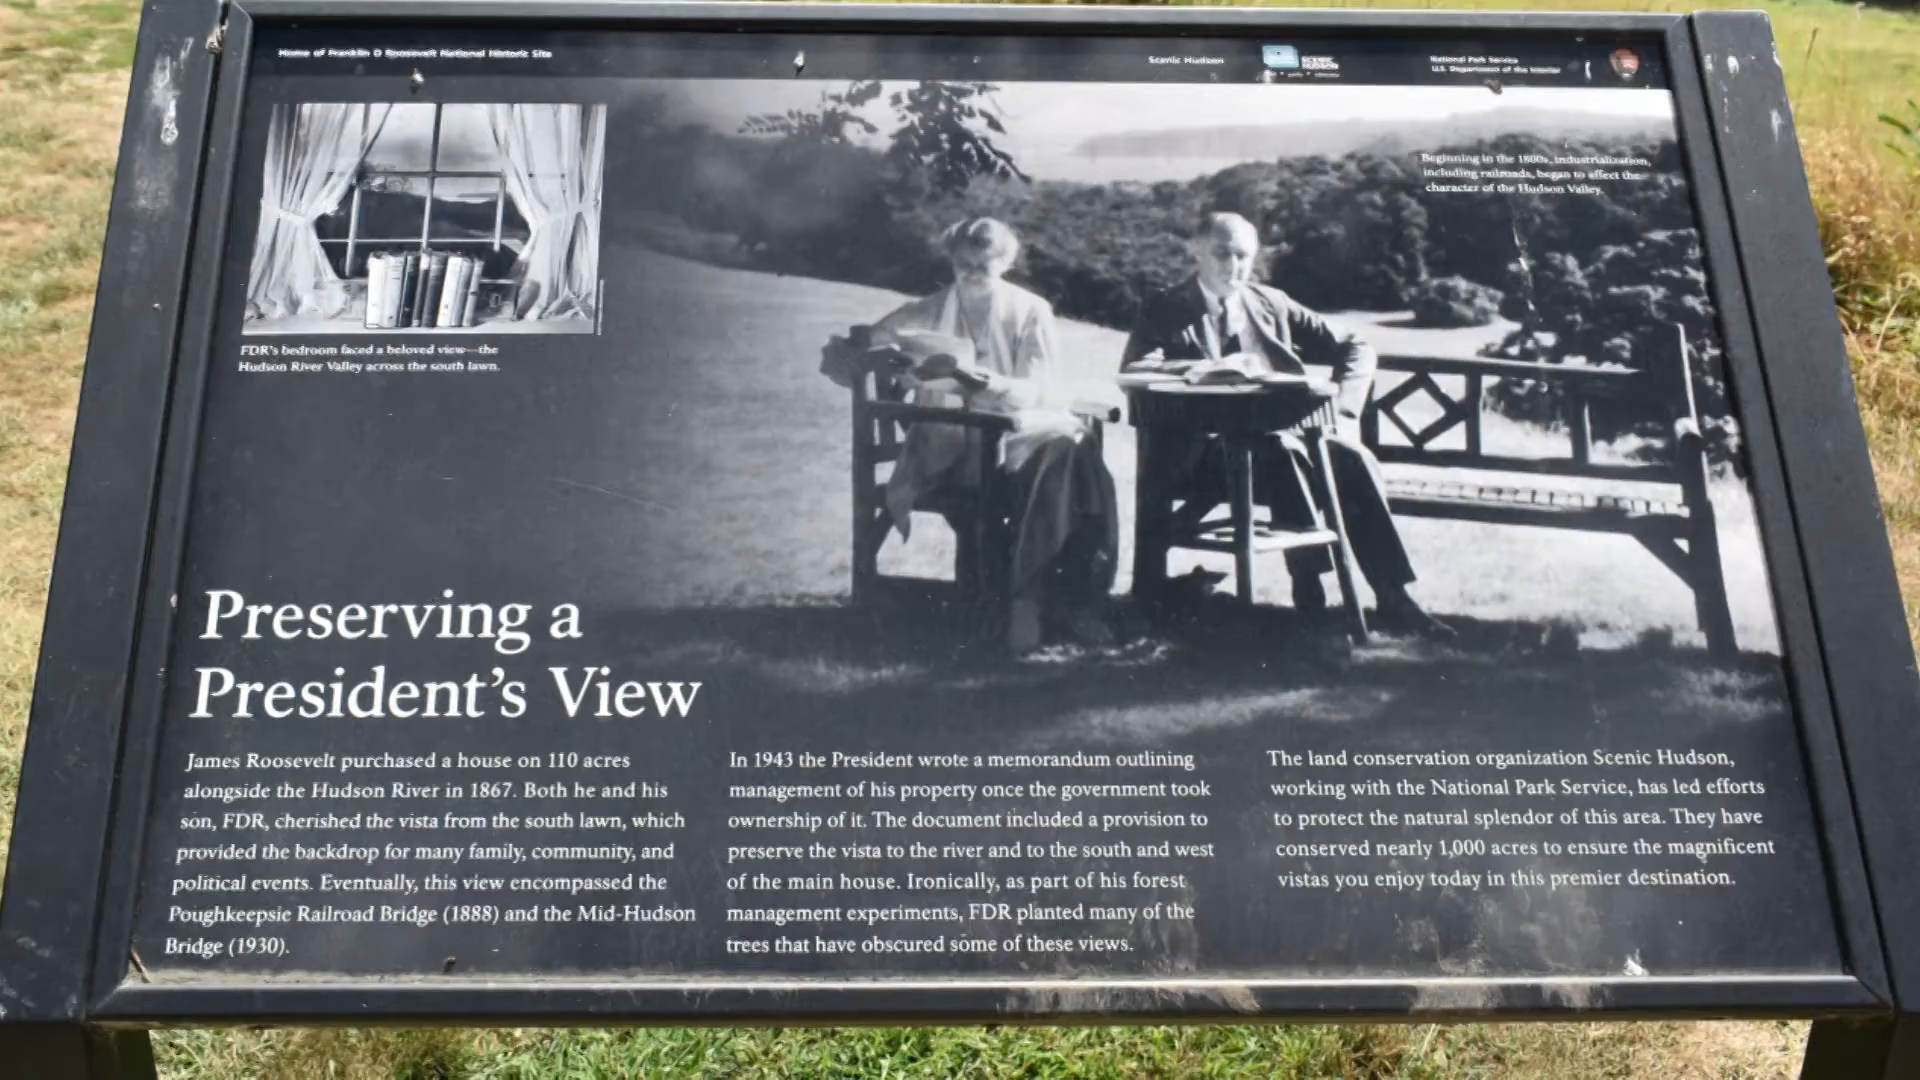 Home of Franklin D Roosevelt National Historic Site
Scenic Hudson
SCENIC
HUDSON
National Park Service
U.S. Department of the Interior
Beginning in the 1800s, industrialization,
including railroads, began to affect the
character of the Hudson Valley.
FDR's bedroom faced a beloved view—the
Hudson River Valley across the south lawn.
Preserving a
President's View
James Roosevelt purchased a house on 110 acres
alongside the Hudson River in 1867. Both he and his
son, FDR, cherished the vista from the south lawn, which
provided the backdrop for many family, community, and
political events. Eventually, this view encompassed the
Poughkeepsie Railroad Bridge (1888) and the Mid-Hudson
Bridge (1930).
In 1943 the President wrote a memorandum outlining
management of his property once the government took
ownership of it. The document included a provision to
preserve the vista to the river and to the south and west
of the main house. Ironically, as part of his forest
management experiments, FDR planted many of the
trees that have obscured some of these views.
The land conservation organization Scenic Hudson,
working with the National Park Service, has led efforts
to protect the natural splendor of this area. They have
conserved nearly 1,000 acres to ensure the magnificent
vistas you enjoy today in this premier destination.